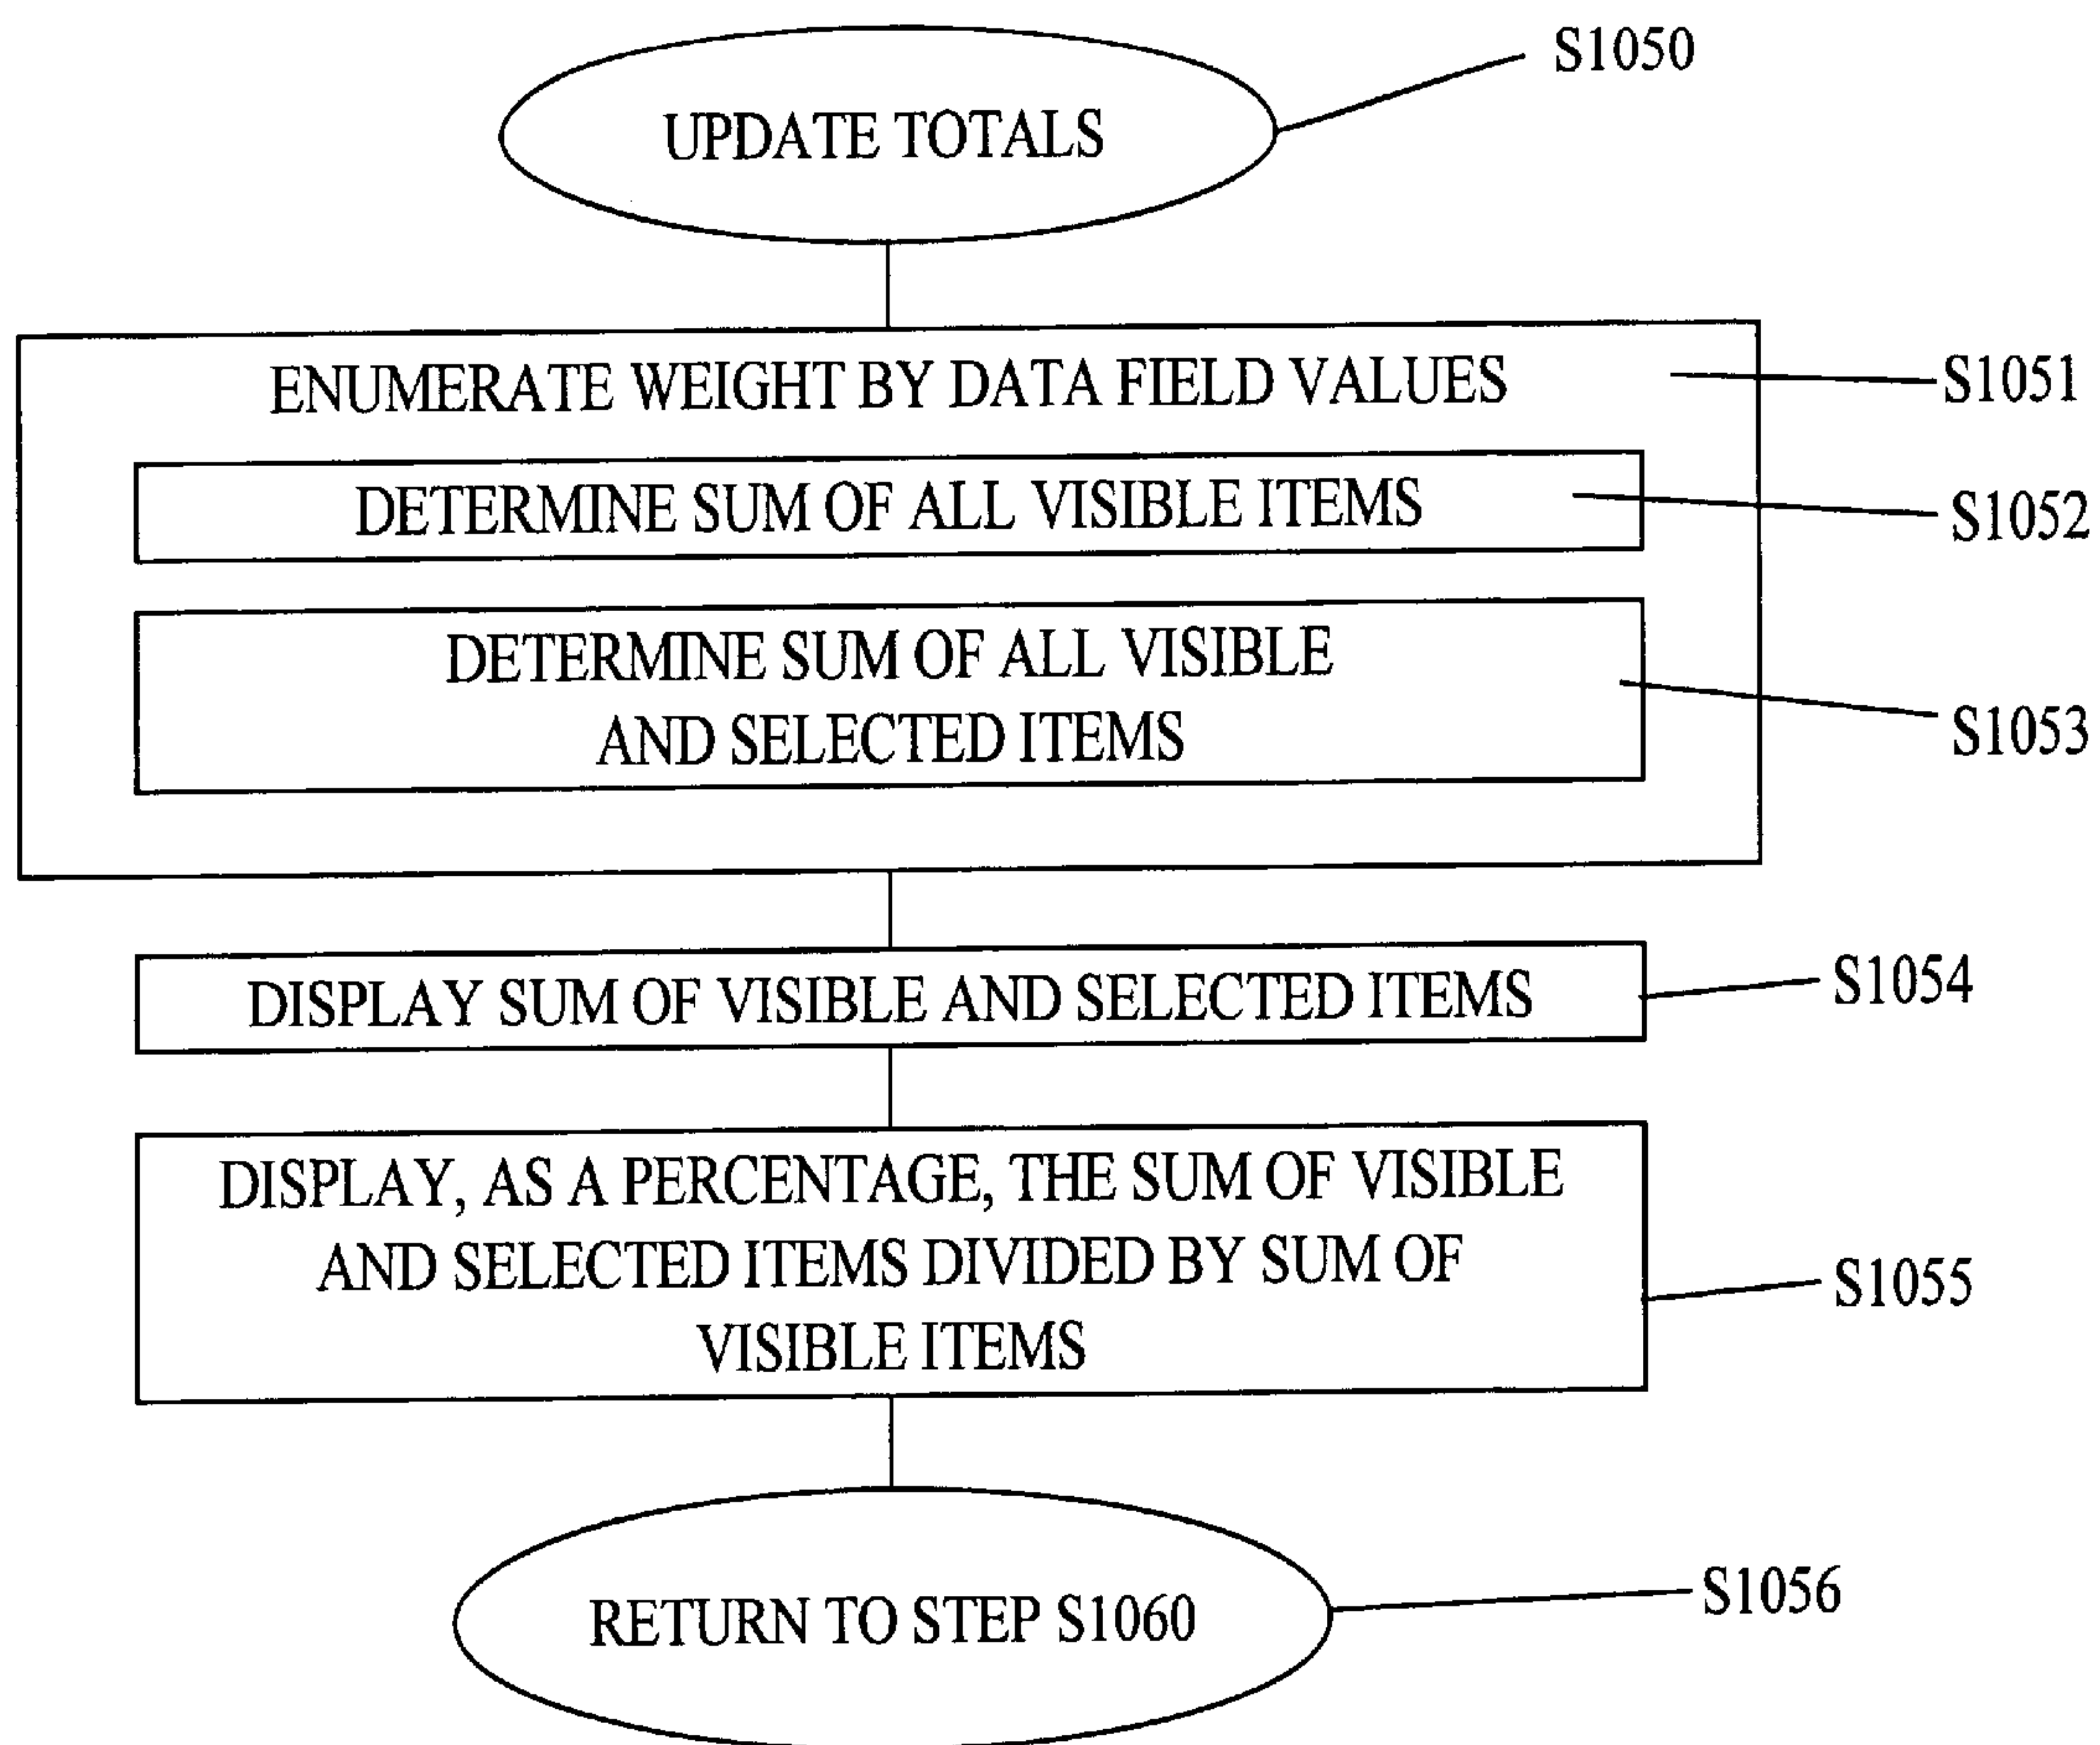 UPDATE TOTALS
S1050
ENUMERATE WEIGHT BY DATA FIELD VALUES
S1051
DETERMINE SUM OF ALL VISIBLE ITEMS
S1052
DETERMINE SUM OF ALL VISIBLE
AND SELECTED ITEMS
S1053
DISPLAY SUM OF VISIBLE AND SELECTED ITEMS
S1054
DISPLAY, AS A PERCENTAGE, THE SUM OF VISIBLE
AND SELECTED ITEMS DIVIDED BY SUM OF
VISIBLE ITEMS
S1055
RETURN TO STEP S1060
S1056